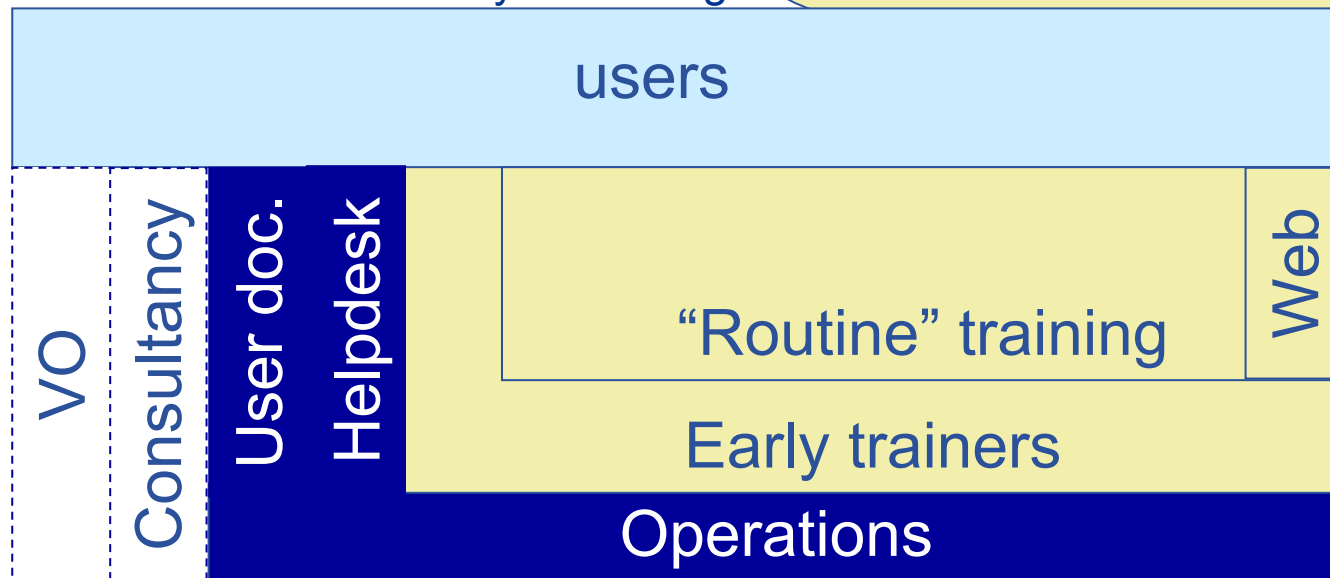 users
VO
Consultancy
User doc.
Helpdesk
“Routine” training
Web
Early trainers
Operations